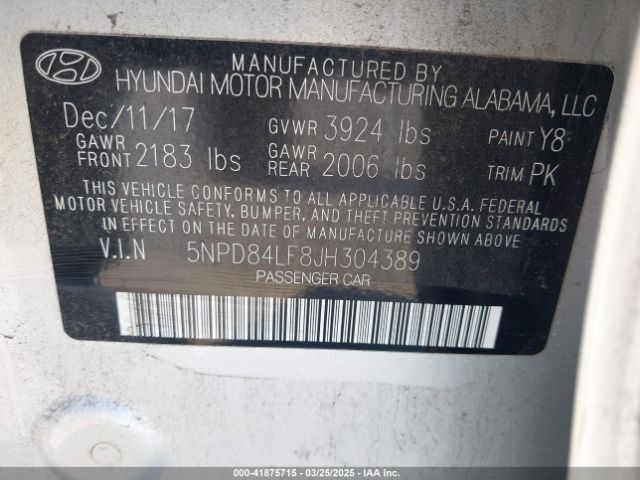 MANUFACTURED BY
HYUNDAI MOTOR MANUFACTURING ALABAMA, LLC
Dec/11/17 GVWR 3924 lbs PAINT Y8
GAWR FRONT 2183 lbs GAWR REAR 2006 lbs TRIM PK
THIS VEHICLE CONFORMS TO ALL APPLICABLE U.S.A. FEDERAL
MOTOR VEHICLE SAFETY, BUMPER, AND THEFT PREVENTION STANDARDS
IN EFFECT ON THE DATE OF MANUFACTURE SHOWN ABOVE
V.I.N 5NPD84LF8JH304389
PASSENGER CAR
000-41875715 - 03/25/2025 - IAA Inc.